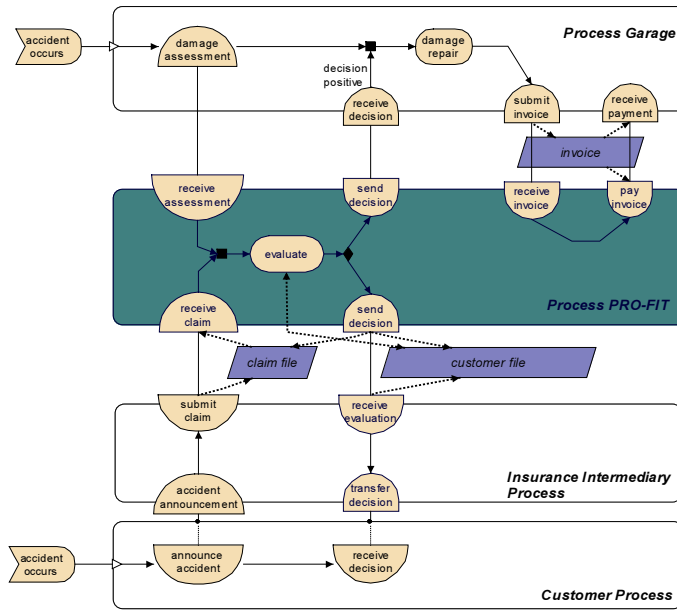 Process Garage
accident
occurs
damage
assessment
damage
repair
decision
positive
receive
decision
submit
invoice
receive
payment
invoice
receive
assessment
send
decision
receive
invoice
pay
invoice
evaluate
receive
claim
send
decision
Process PRO-FIT
claim file
customer file
submit
claim
receive
evaluation
accident
announcement
transfer
decision
Insurance Intermediary
Process
accident
occurs
announce
accident
receive
decision
Customer Process